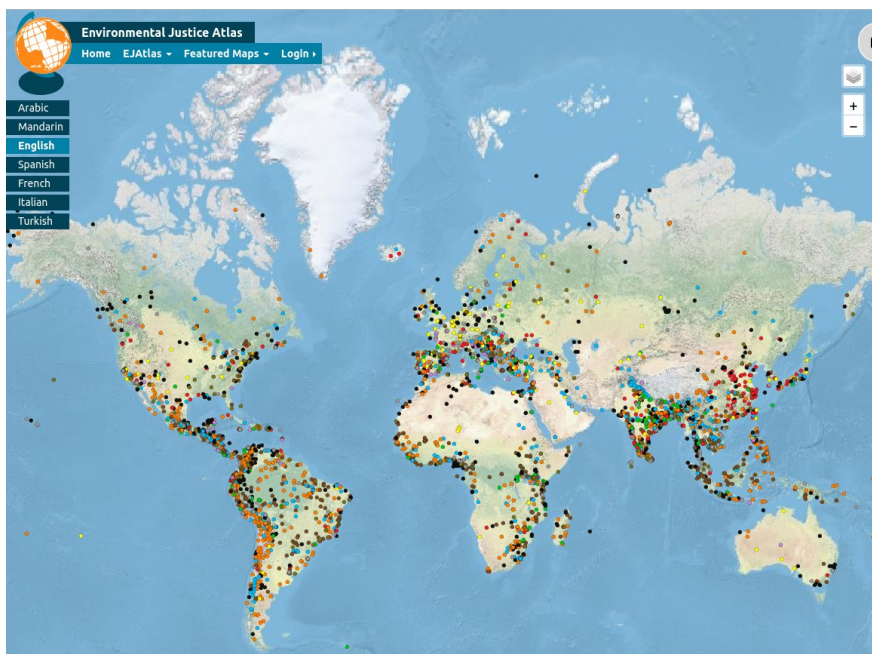 Environmental Justice Atlas
Home EJAtlas Featured Maps Login
Arabic
Mandarin
English
Spanish
French
Italian
Turkish
+
−